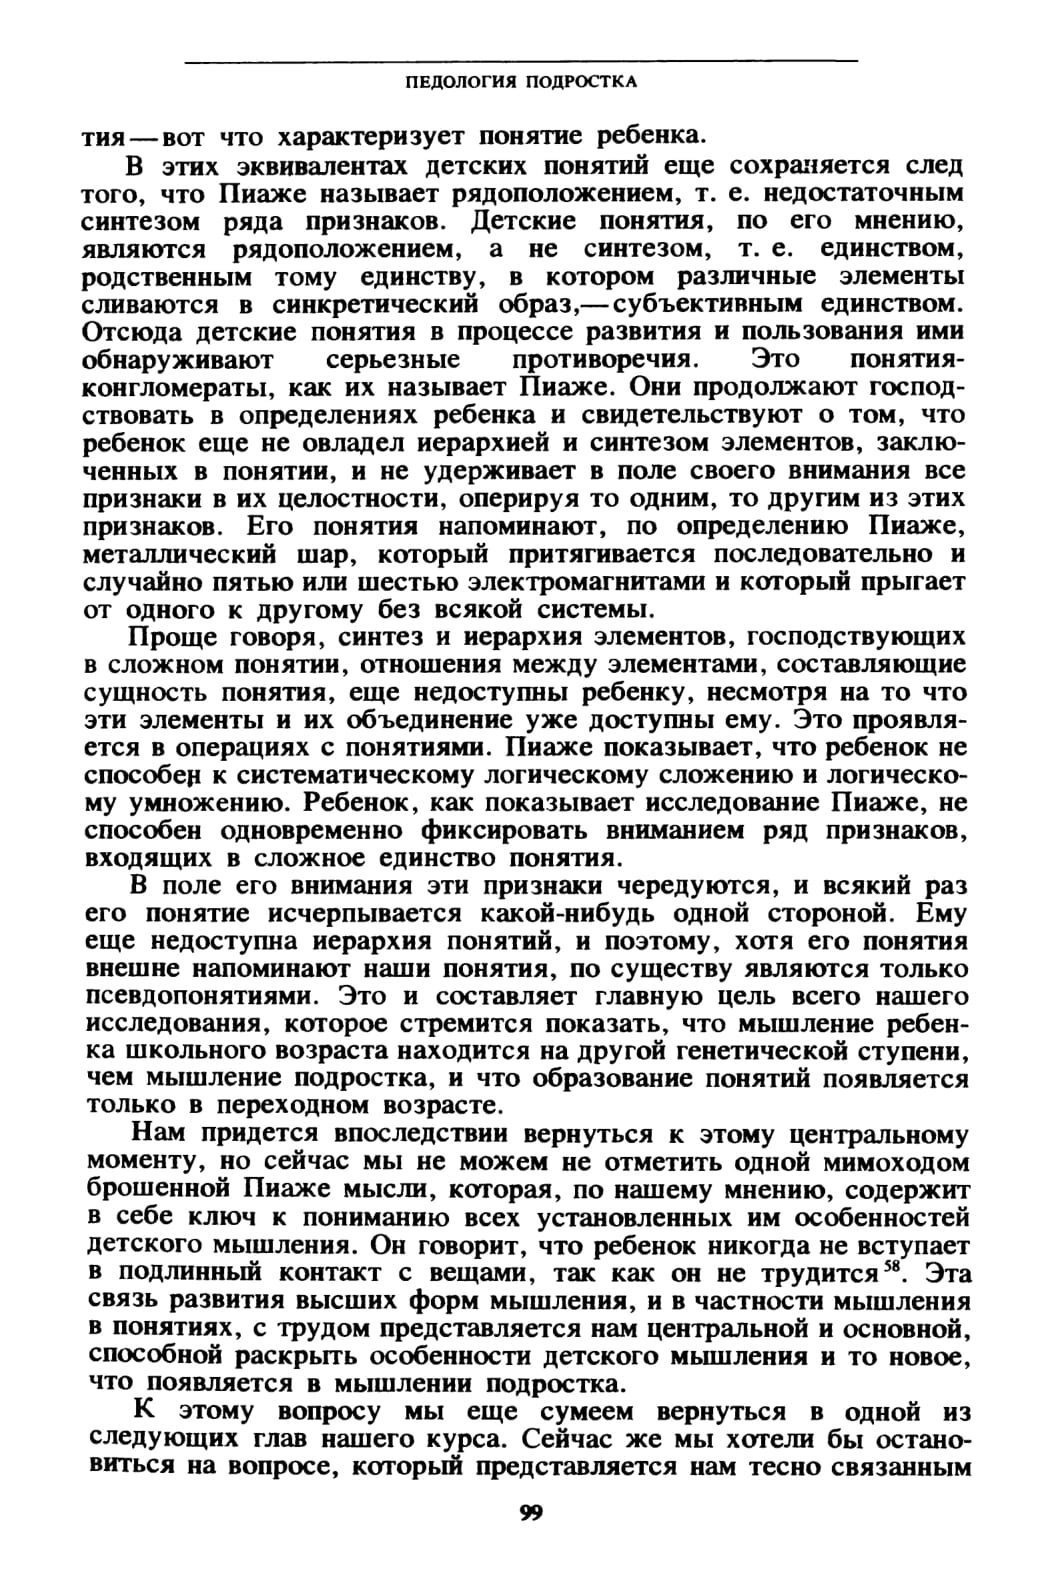 ПЕДОЛОГИЯ ПОДРОСТКА
тия — вот что характеризует понятие ребенка.
В этих эквивалентах детских понятий еще сохраняется след
того, что Пиаже называет рядоположением, т. е. недостаточным
синтезом ряда признаков. Детские понятия, по его мнению,
являются рядоположением, а не синтезом, т. е. единством,
родственным тому единству, в котором различные элементы
сливаются в синкретический образ,— субъективным единством.
Отсюда детские понятия в процессе развития и пользования ими
обнаруживают серьезные противоречия. Это понятия-
конгломераты, как их называет Пиаже. Они продолжают господ-
ствовать в определениях ребенка и свидетельствуют о том, что
ребенок еще не овладел иерархией и синтезом элементов, заклю-
ченных в понятии, и не удерживает в поле своего внимания все
признаки в их целостности, оперируя то одним, то другим из этих
признаков. Его понятия напоминают, по определению Пиаже,
металлический шар, который притягивается последовательно и
случайно пятью или шестью электромагнитами и который прыгает
от одного к другому без всякой системы.
Проще говоря, синтез и иерархия элементов, господствующих
в сложном понятии, отношения между элементами, составляющие
сущность понятия, еще недоступны ребенку, несмотря на то что
эти элементы и их объединение уже доступны ему. Это проявля-
ется в операциях с понятиями. Пиаже показывает, что ребенок не
способен к систематическому логическому сложению и логическо-
му умножению. Ребенок, как показывает исследование Пиаже, не
способен одновременно фиксировать вниманием ряд признаков,
входящих в сложное единство понятия.
В поле его внимания эти признаки чередуются, и всякий раз
его понятие исчерпывается какой-нибудь одной стороной. Ему
еще недоступна иерархия понятий, и поэтому, хотя его понятия
внешне напоминают наши понятия, по существу являются только
псевдопонятиями. Это и составляет главную цель всего нашего
исследования, которое стремится показать, что мышление ребен-
ка школьного возраста находится на другой генетической ступени,
чем мышление подростка, и что образование понятий появляется
только в переходном возрасте.
Нам придется впоследствии вернуться к этому центральному
моменту, но сейчас мы не можем не отметить одной мимоходом
брошенной Пиаже мысли, которая, по нашему мнению, содержит
в себе ключ к пониманию всех установленных им особенностей
детского мышления. Он говорит, что ребенок никогда не вступает
в подлинный контакт с вещами, так как он не трудится⁵⁸. Эта
связь развития высших форм мышления, и в частности мышления
в понятиях, с трудом представляется нам центральной и основной,
способной раскрыть особенности детского мышления и то новое,
что появляется в мышлении подростка.
К этому вопросу мы еще сумеем вернуться в одной из
следующих глав нашего курса. Сейчас же мы хотели бы остано-
виться на вопросе, который представляется нам тесно связанным
99